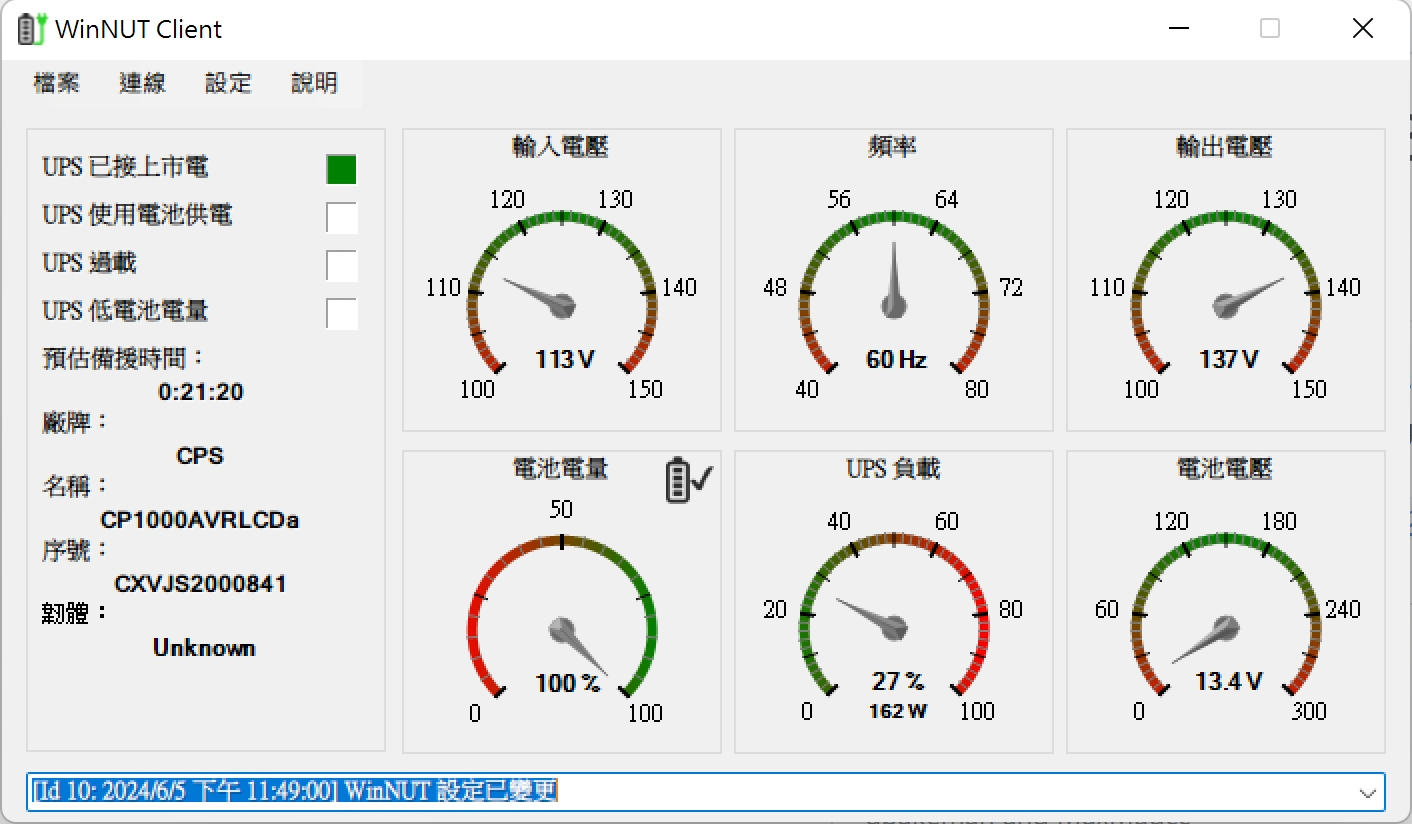 WinNUT Client
檔案 連線 設定 說明
UPS 已接上市電
UPS 使用電池供電
UPS 過載
UPS 低電池電量
預估備援時間：
0:21:20
廠牌：
CPS
名稱：
CP1000AVRLCDa
序號：
CXVJS2000841
韌體：
Unknown
輸入電壓
120 130
110 140
113 V
100 150
頻率
56 64
48 72
60 Hz
40 80
輸出電壓
120 130
110 140
137 V
100 150
電池電量
50
100 %
0 100
UPS 負載
40 60
20 80
27 %
0 162 W 100
電池電壓
120 180
60 240
13.4 V
0 300
[Id 10: 2024/6/5 下午 11:49:00] WinNUT 設定已變更